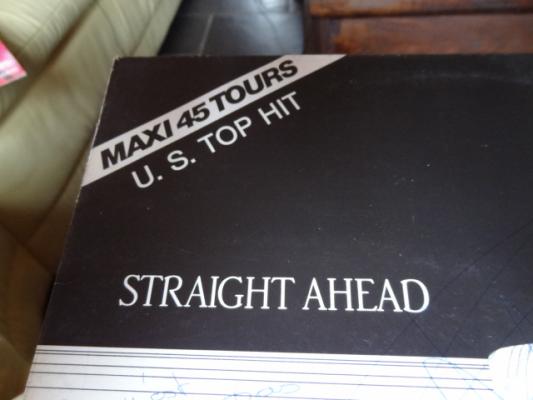 MAXI 45 TOURS
U. S. TOP HIT
STRAIGHT AHEAD